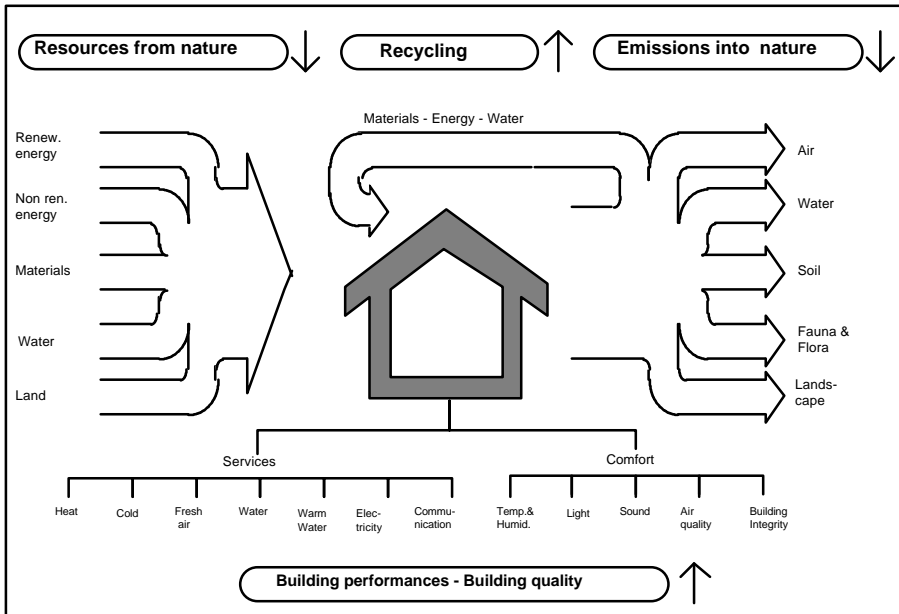 Resources from nature
Recycling
Emissions into nature
Materials - Energy - Water
Renew.
energy
Non ren.
energy
Materials
Water
Land
Air
Water
Soil
Fauna &
Flora
Lands-
cape
Services
Comfort
Heat
Cold
Fresh
air
Water
Warm
Water
Elec-
tricity
Commu-
nication
Temp.&
Humid.
Light
Sound
Air
quality
Building
Integrity
Building performances - Building quality